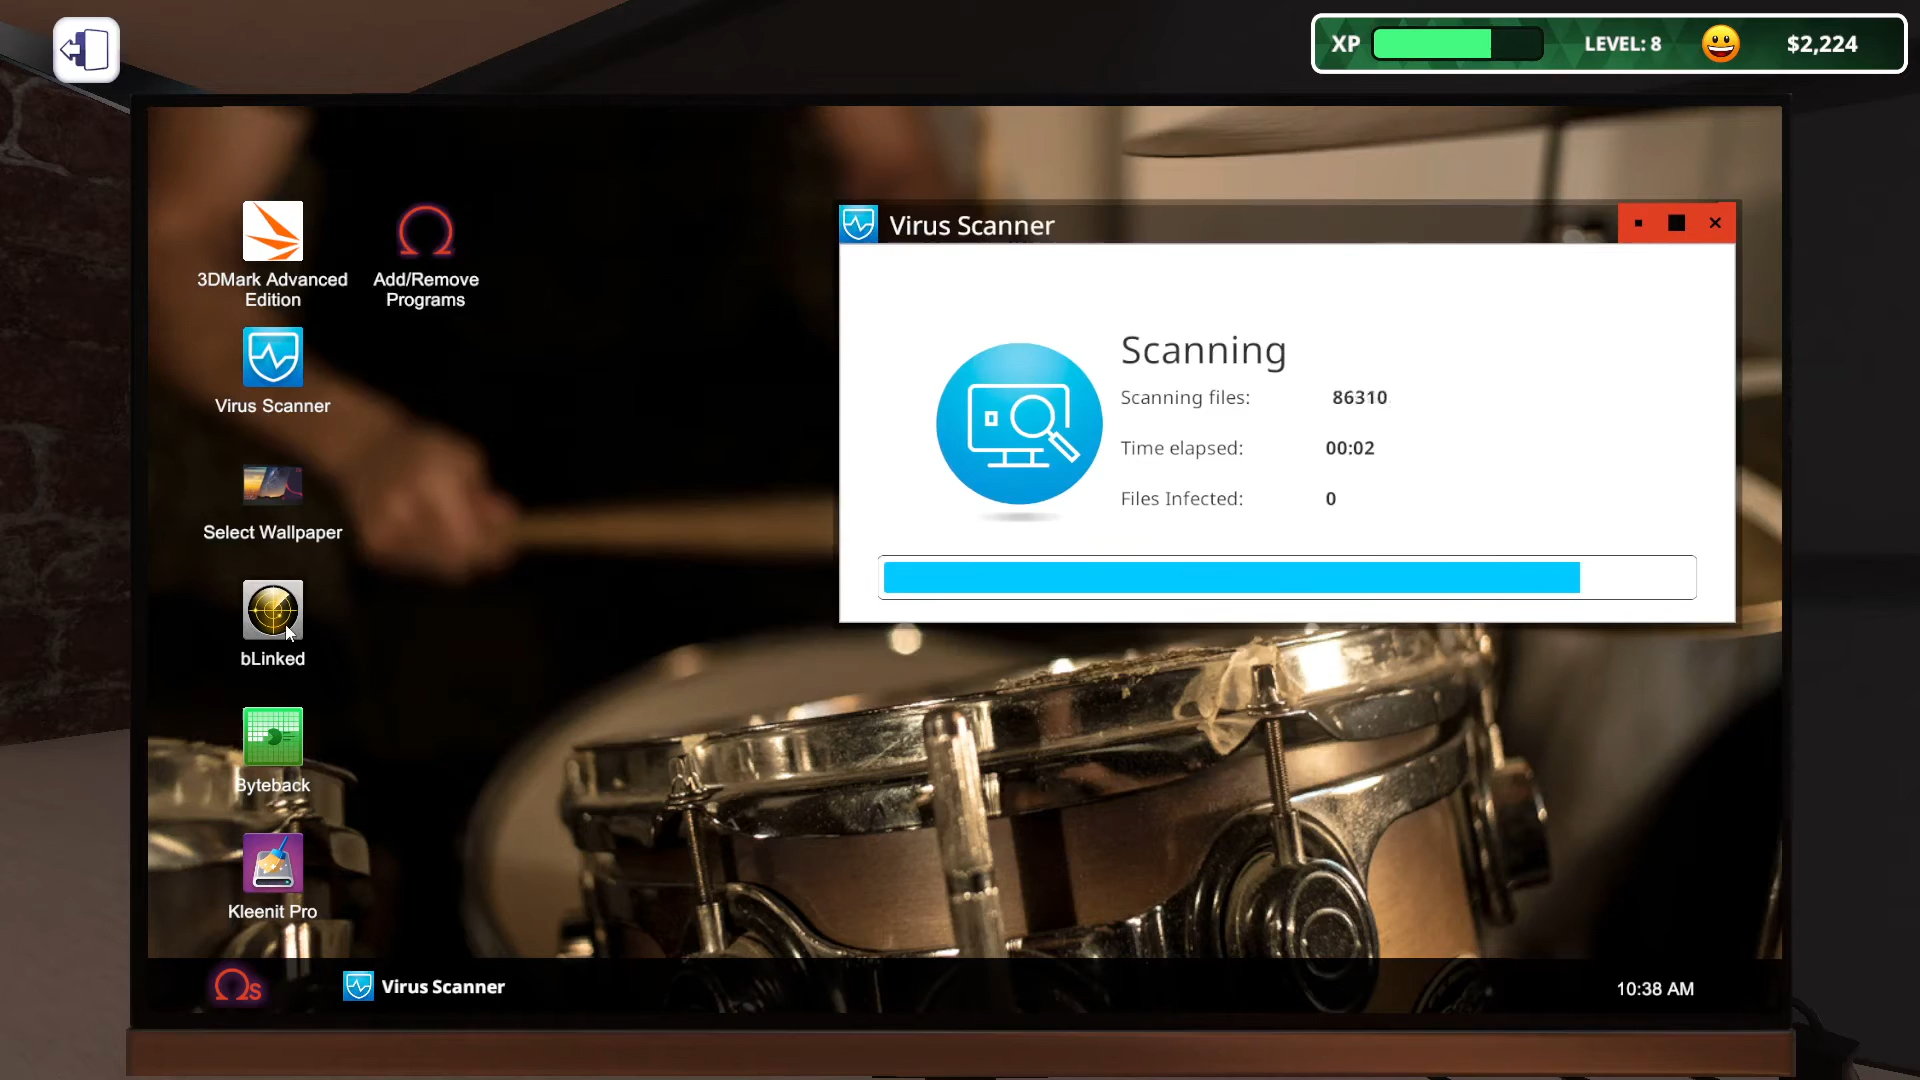 XP
LEVEL: 8
$2,224
3DMark Advanced
Edition
Add/Remove
Programs
Virus Scanner
Select Wallpaper
bLinked
Byteback
Kleenit Pro
Virus Scanner
Scanning
Scanning files: 86310
Time elapsed: 00:02
Files Infected: 0
Ωs
Virus Scanner
10:38 AM